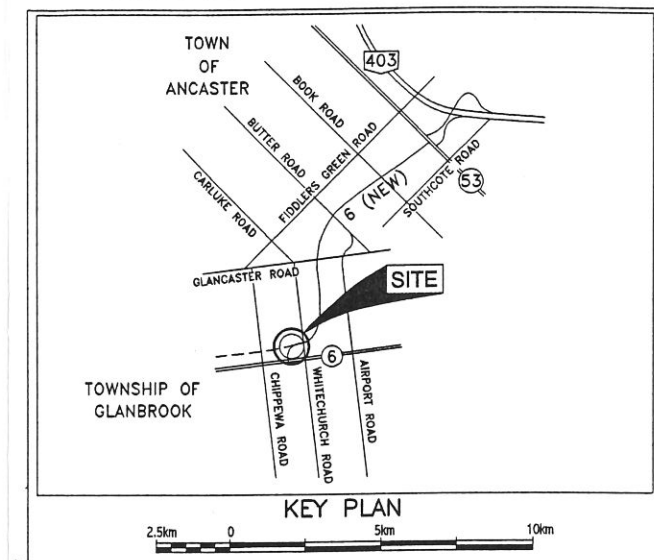 TOWN
OF
ANCASTER
403
BOOK ROAD
BUTTER ROAD
FIDDLERS GREEN ROAD
CARLUKE ROAD
6 (NEW)
SOUTHCOTE ROAD
53
GLANCASTER ROAD
SITE
6
TOWNSHIP OF
GLANBROOK
CHIPPEWA ROAD
WHITECHURCH ROAD
AIRPORT ROAD
KEY PLAN
2.5km 0 5km 10km